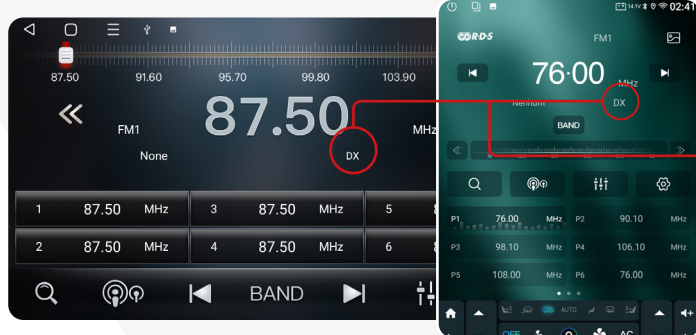 87.50
91.60
95.70
99.80
103.90
87.50
FM1
MHz
None
DX
1 87.50 MHz
3 87.50 MHz
5
2 87.50 MHz
4 87.50 MHz
6
BAND
14.1V
02:41
RDS
FM1
76·00
MHz
Nenhum
DX
BAND
P1 76.00 MHz
P2 90.10 MHz
P3 98.10 MHz
P4 106.10 MHz
P5 108.00 MHz
P6 76.00 MHz
AUTO
OFF
AC